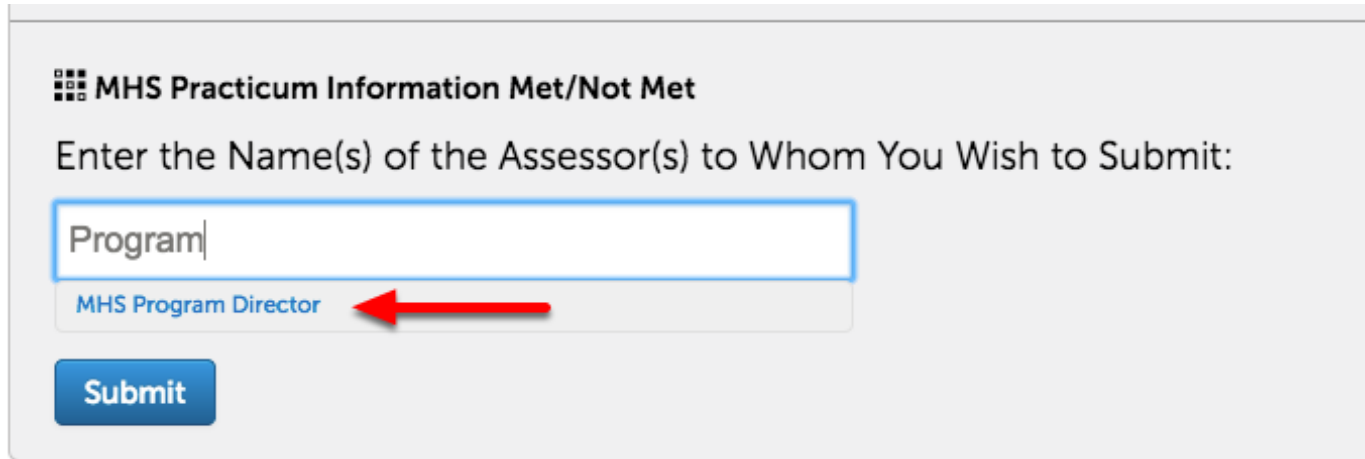 MHS Practicum Information Met/Not Met
Enter the Name(s) of the Assessor(s) to Whom You Wish to Submit:
Program
MHS Program Director
Submit